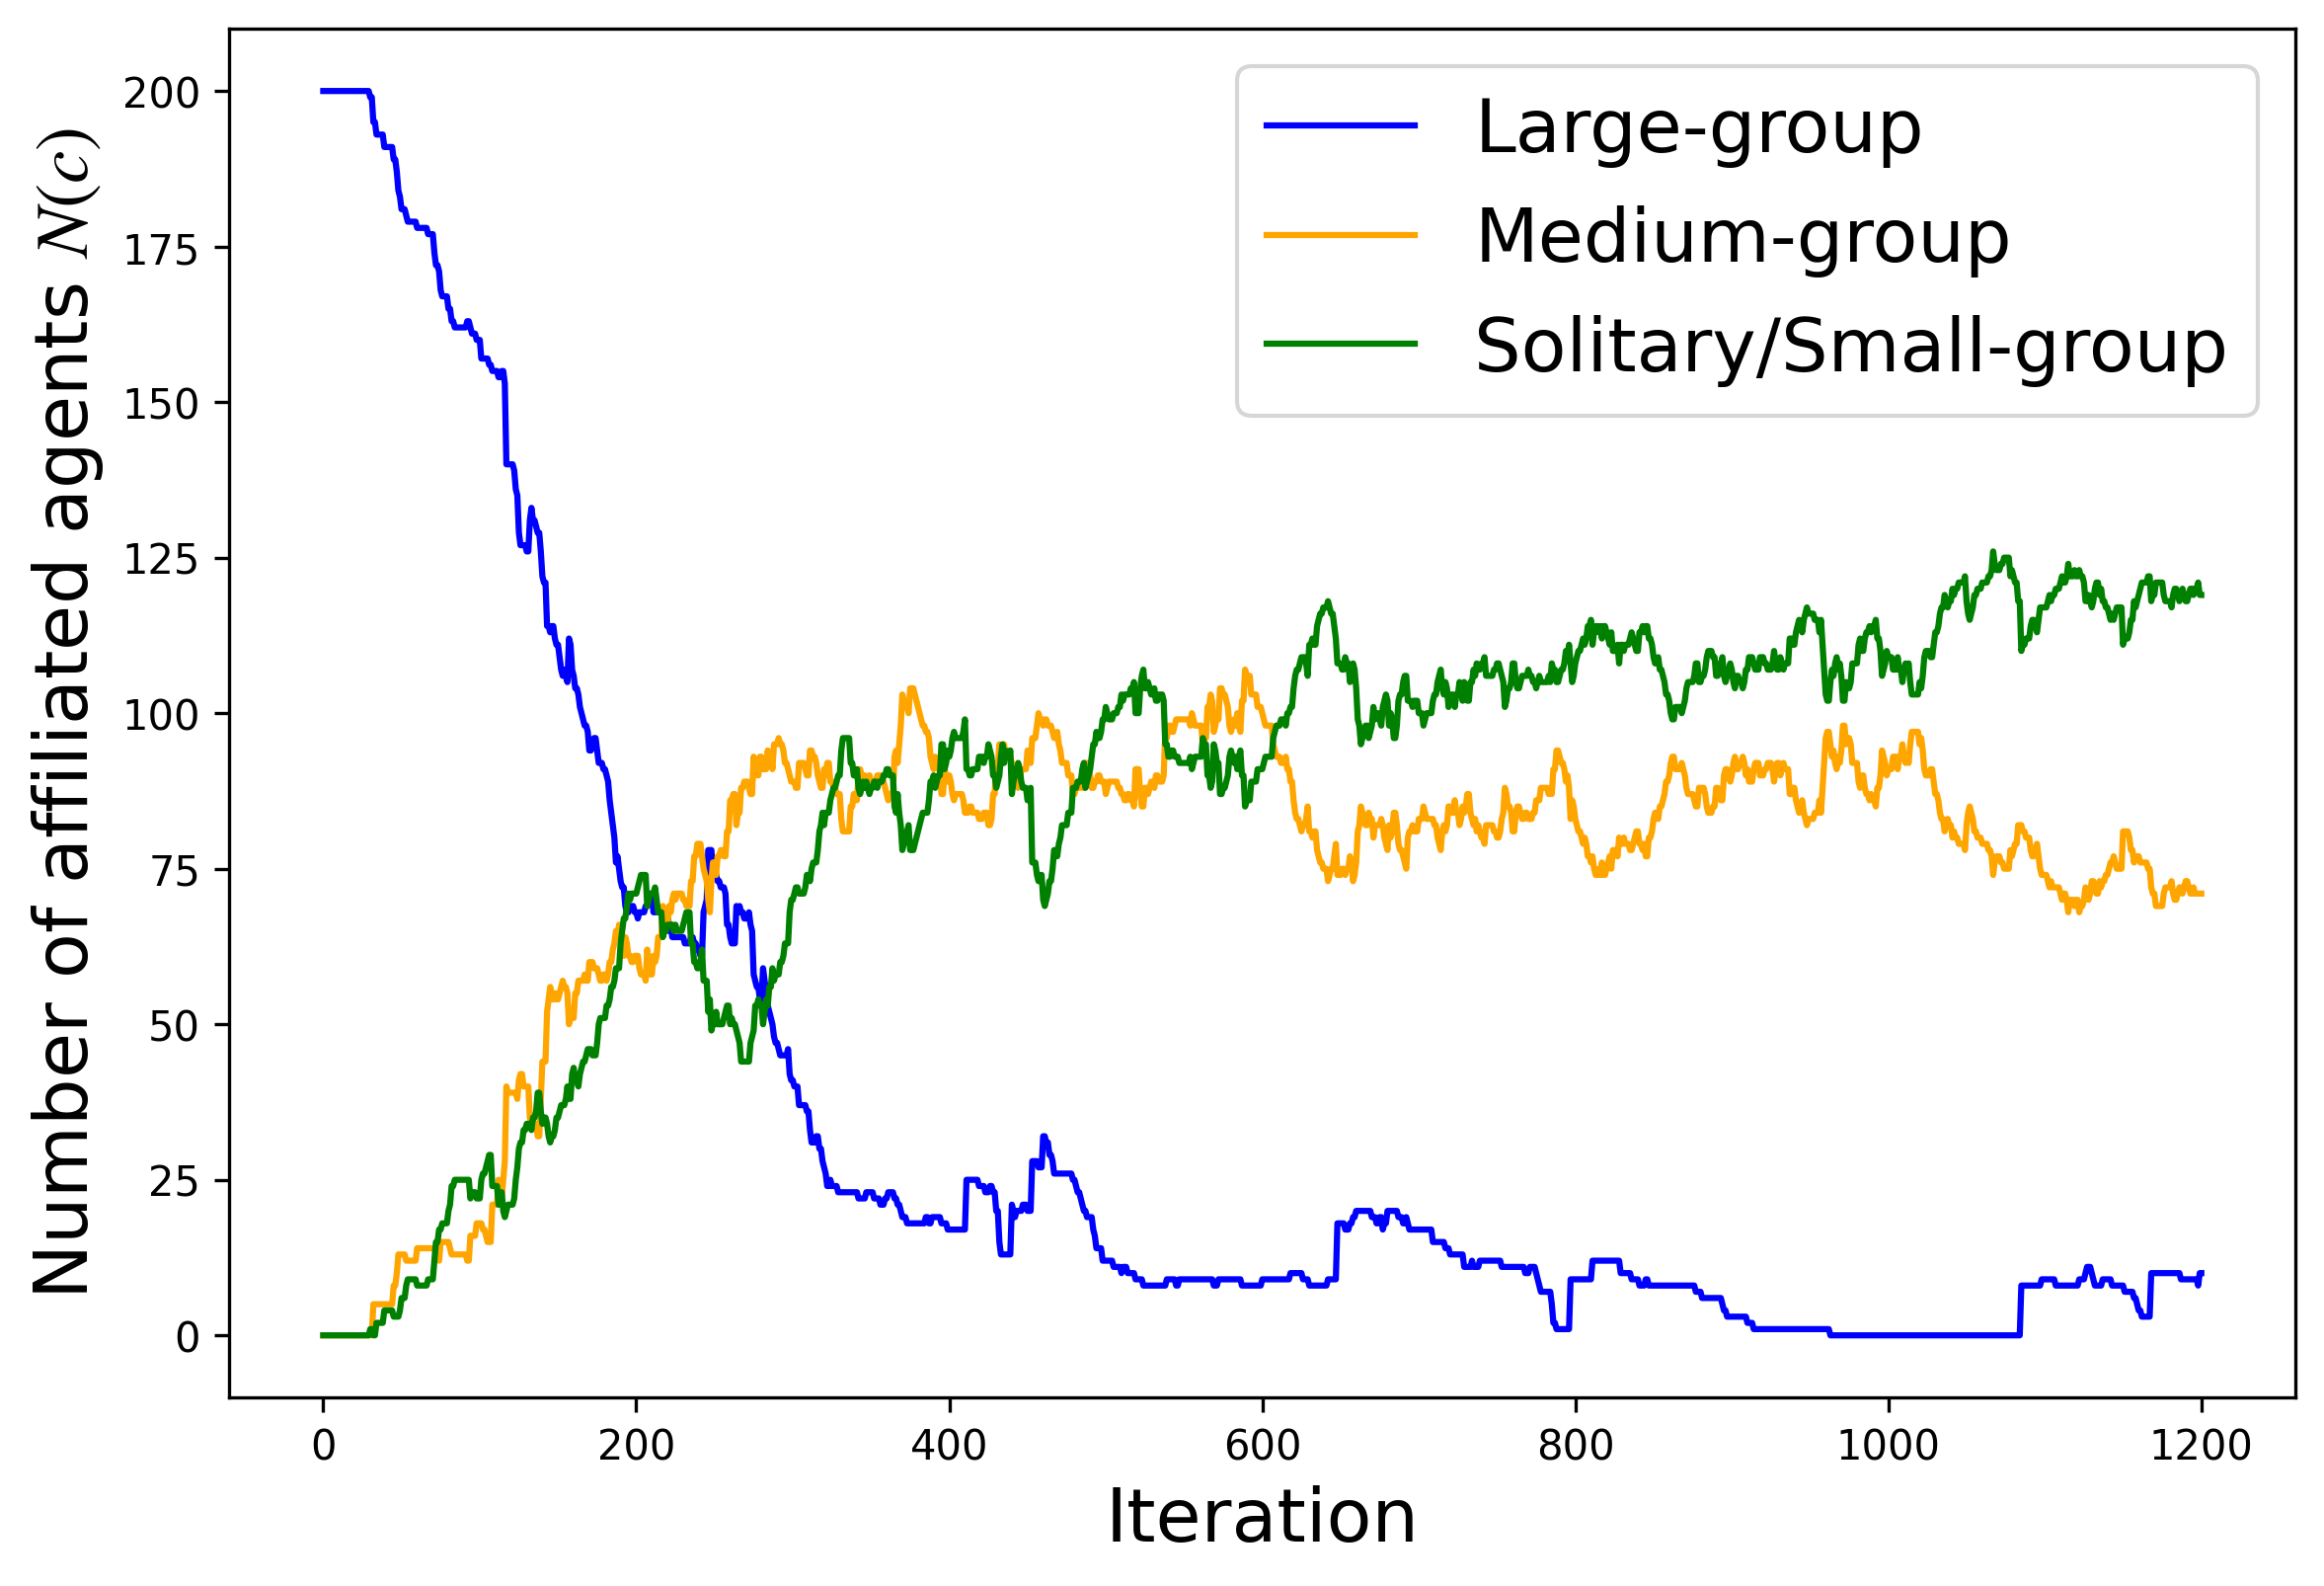 Number of affiliated agents N(c)
200
175
150
125
100
75
50
25
0
Large-group
Medium-group
Solitary/Small-group
0 200 400 600 800 1000 1200
Iteration